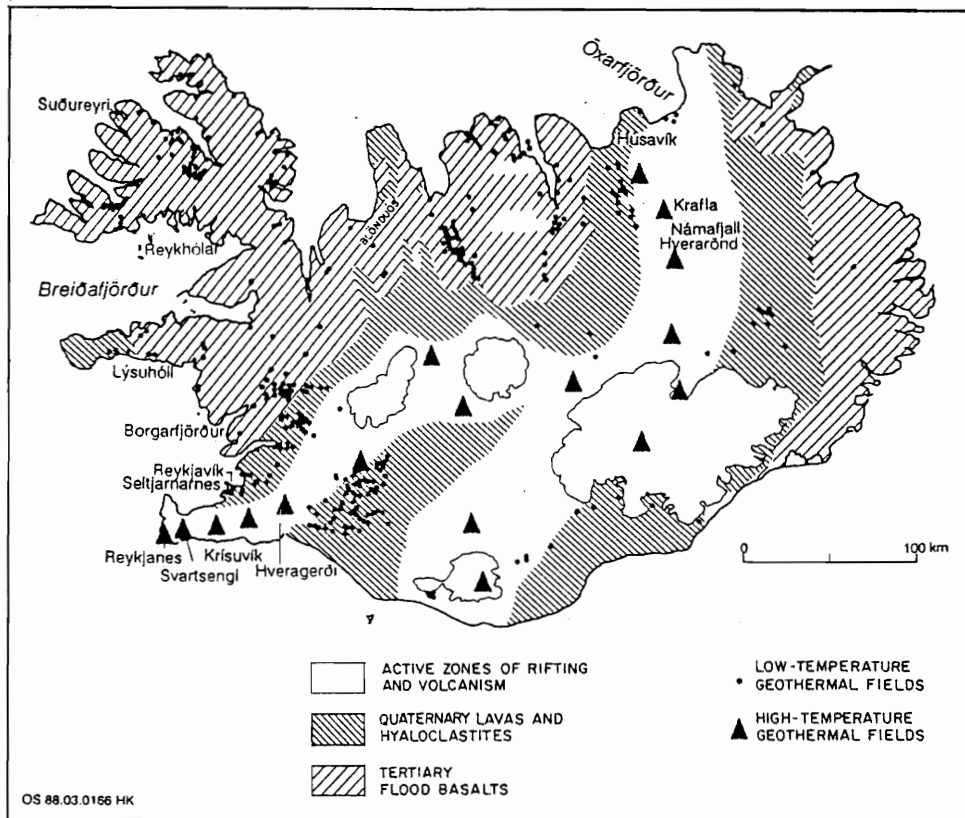 Öxarfjörður
Suðureyri
Húsavík
Krafla
Námafjall
Hverarönd
BLÖNDUÓS
Reykhólar
Breiðafjörður
Lýsuhóll
Borgarfjörður
Reykjavík
Seltjarnarnes
Reykjanes
Svartsengi
Krísuvík
Hveragerði
0 100 km
ACTIVE ZONES OF RIFTING
AND VOLCANISM
QUATERNARY LAVAS AND
HYALOCLASTITES
TERTIARY
FLOOD BASALTS
LOW-TEMPERATURE
GEOTHERMAL FIELDS
HIGH-TEMPERATURE
GEOTHERMAL FIELDS
OS 88.03.0166 HK